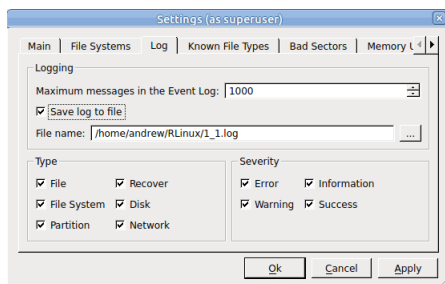 Settings (as superuser)
Main File Systems Log Known File Types Bad Sectors Memory
Logging
Maximum messages in the Event Log: 1000
Save log to file
File name: /home/andrew/RLinux/1_1.log ...
Type Severity
File Recover Error Information
File System Disk Warning Success
Partition Network
Ok Cancel Apply